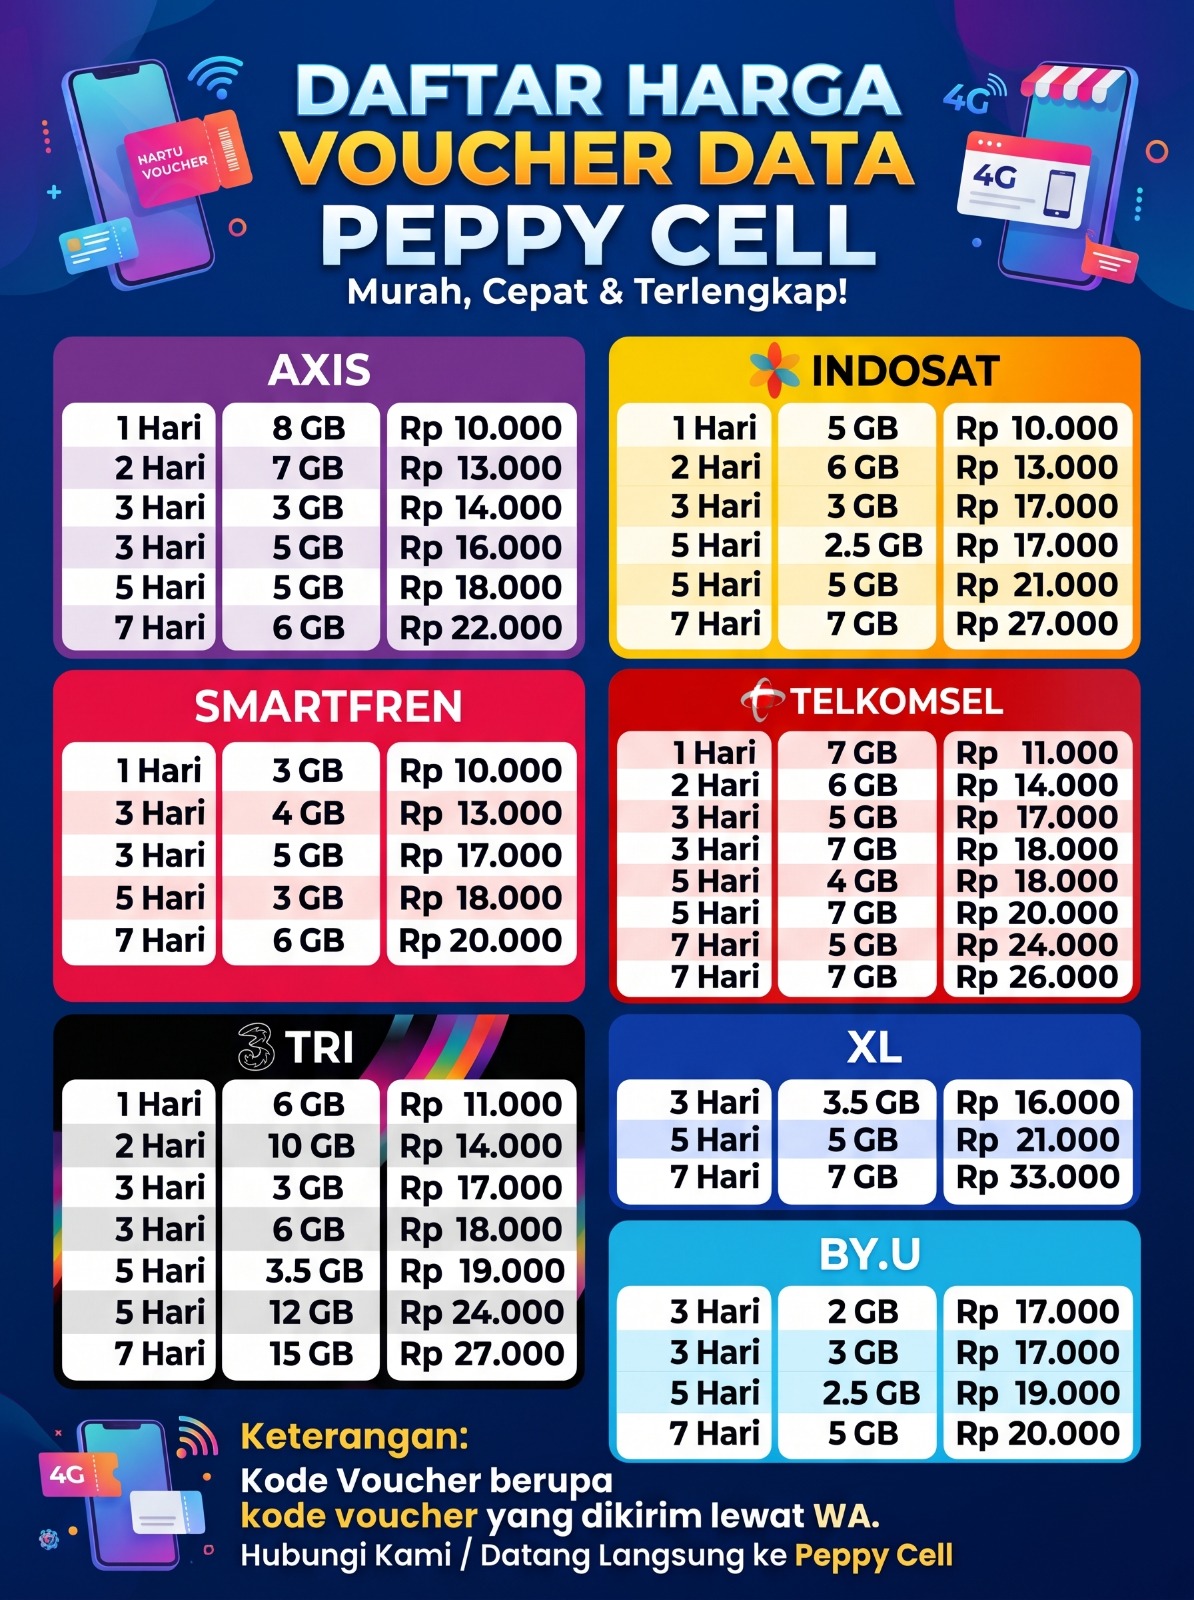 DAFTAR HARGA
VOUCHER DATA
PEPPY CELL
Murah, Cepat & Terlengkap!
HARTU
VOUCHER
4G
4G
AXIS
1 Hari 8 GB Rp 10.000
2 Hari 7 GB Rp 13.000
3 Hari 3 GB Rp 14.000
3 Hari 5 GB Rp 16.000
5 Hari 5 GB Rp 18.000
7 Hari 6 GB Rp 22.000
INDOSAT
1 Hari 5 GB Rp 10.000
2 Hari 6 GB Rp 13.000
3 Hari 3 GB Rp 17.000
5 Hari 2.5 GB Rp 17.000
5 Hari 5 GB Rp 21.000
7 Hari 7 GB Rp 27.000
SMARTFREN
1 Hari 3 GB Rp 10.000
3 Hari 4 GB Rp 13.000
3 Hari 5 GB Rp 17.000
5 Hari 3 GB Rp 18.000
7 Hari 6 GB Rp 20.000
TELKOMSEL
1 Hari 7 GB Rp 11.000
2 Hari 6 GB Rp 14.000
3 Hari 5 GB Rp 17.000
3 Hari 7 GB Rp 18.000
5 Hari 4 GB Rp 18.000
5 Hari 7 GB Rp 20.000
7 Hari 5 GB Rp 24.000
7 Hari 7 GB Rp 26.000
3 TRI
1 Hari 6 GB Rp 11.000
2 Hari 10 GB Rp 14.000
3 Hari 3 GB Rp 17.000
3 Hari 6 GB Rp 18.000
5 Hari 3.5 GB Rp 19.000
5 Hari 12 GB Rp 24.000
7 Hari 15 GB Rp 27.000
XL
3 Hari 3.5 GB Rp 16.000
5 Hari 5 GB Rp 21.000
7 Hari 7 GB Rp 33.000
BY.U
3 Hari 2 GB Rp 17.000
3 Hari 3 GB Rp 17.000
5 Hari 2.5 GB Rp 19.000
7 Hari 5 GB Rp 20.000
4G
Keterangan:
Kode Voucher berupa
kode voucher yang dikirim lewat WA.
Hubungi Kami / Datang Langsung ke Peppy Cell